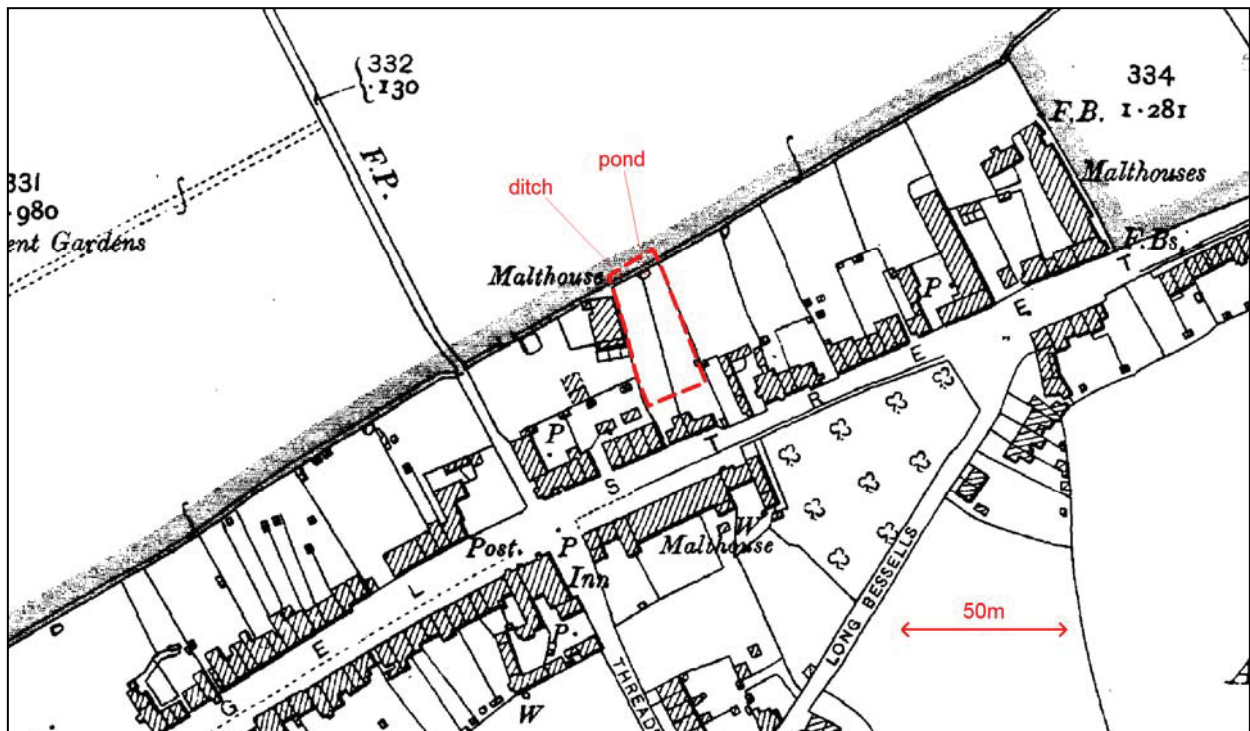 332
·130
F.P.
331
·980
ent Gardens
ditch
pond
334
F.B. 1·281
Malthouses
F.Bs.
Malthouse
P
P
G E L S T R E E T
Post.
P
Inn
P
W
W
Malthouse
THREAD
LONG BESSELLS
50m
A